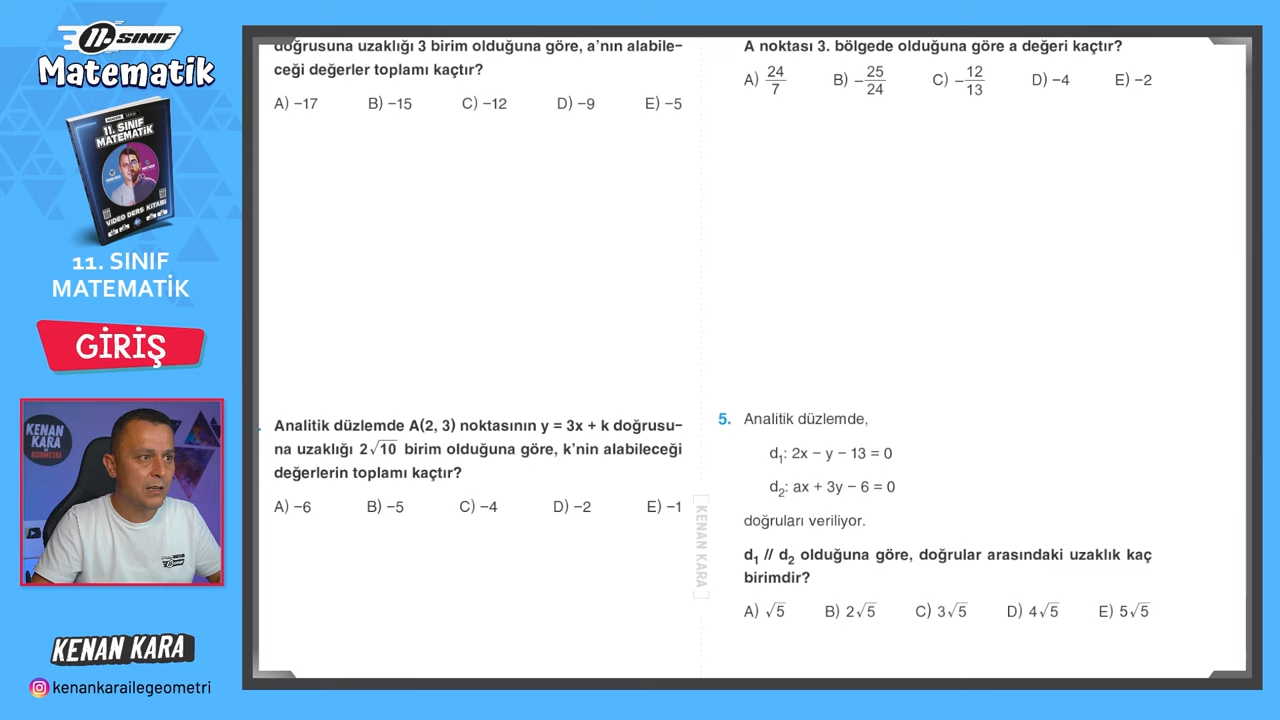 11. SINIF
Matematik
11. SINIF
MATEMATİK
VİDEO DERS KİTABI
11. SINIF
MATEMATİK
GİRİŞ
KENAN
KARA
GEOMETRİ
KENAN KARA
kenankarailegeometri
doğrusuna uzaklığı 3 birim olduğuna göre, a'nın alabile-
ceği değerler toplamı kaçtır?
A) −17 B) −15 C) −12 D) −9 E) −5
Analitik düzlemde A(2, 3) noktasının y = 3x + k doğrusu-
na uzaklığı 2√10 birim olduğuna göre, k'nin alabileceği
değerlerin toplamı kaçtır?
A) −6 B) −5 C) −4 D) −2 E) −1
KENAN KARA
A noktası 3. bölgede olduğuna göre a değeri kaçtır?
A) 24/7 B) −25/24 C) −12/13 D) −4 E) −2
5. Analitik düzlemde,
d₁: 2x − y − 13 = 0
d₂: ax + 3y − 6 = 0
doğruları veriliyor.
d₁ // d₂ olduğuna göre, doğrular arasındaki uzaklık kaç
birimdir?
A) √5 B) 2√5 C) 3√5 D) 4√5 E) 5√5